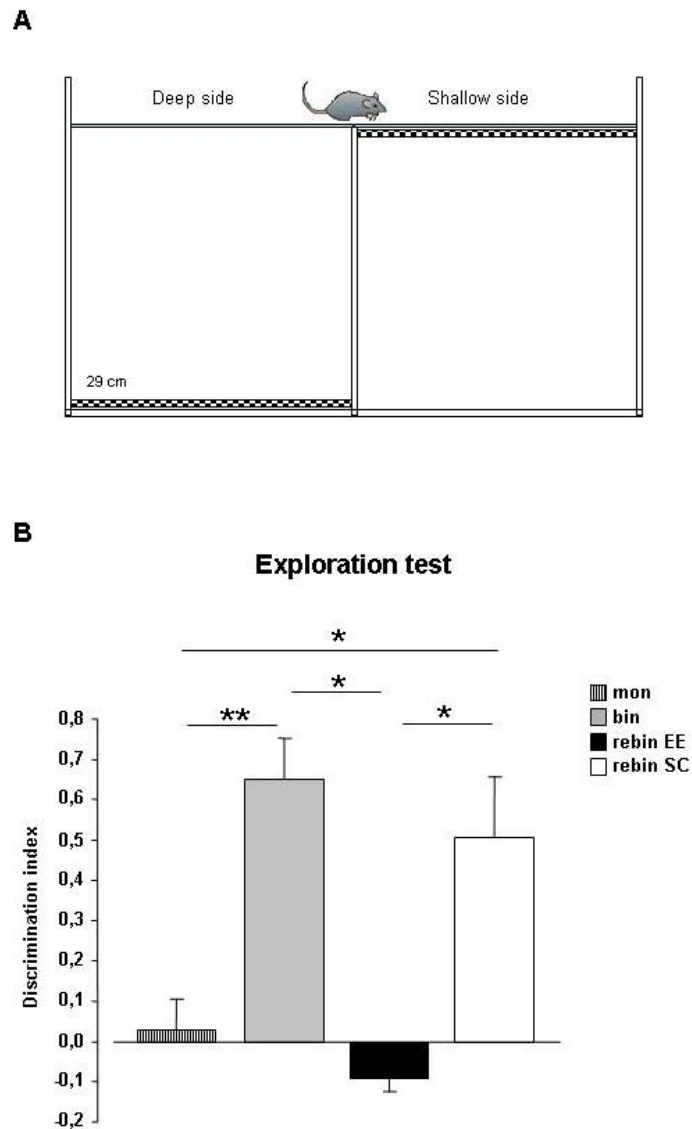 A
Deep side
Shallow side
29 cm
B
Exploration test
*
*
**
*
mon
bin
rebin EE
rebin SC
Discrimination index
0,8
0,7
0,6
0,5
0,4
0,3
0,2
0,1
0,0
-0,1
-0,2